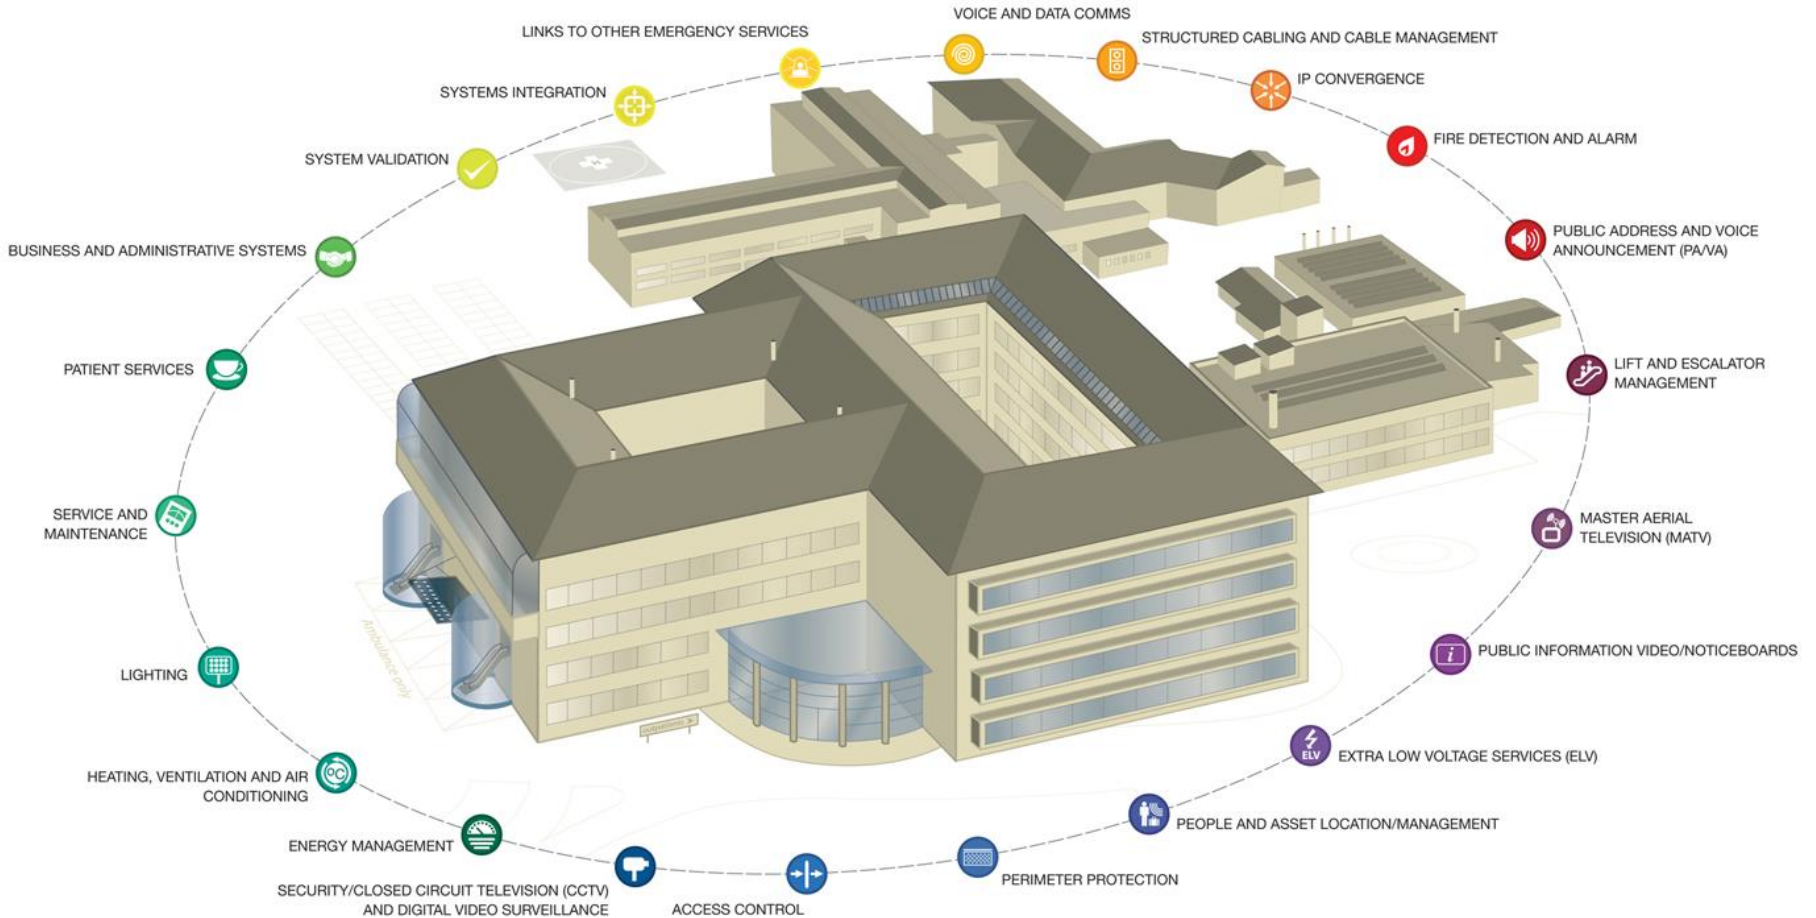 VOICE AND DATA COMMS
LINKS TO OTHER EMERGENCY SERVICES
STRUCTURED CABLING AND CABLE MANAGEMENT
SYSTEMS INTEGRATION
IP CONVERGENCE
SYSTEM VALIDATION
FIRE DETECTION AND ALARM
H
BUSINESS AND ADMINISTRATIVE SYSTEMS
PUBLIC ADDRESS AND VOICE
ANNOUNCEMENT (PA/VA)
PATIENT SERVICES
LIFT AND ESCALATOR
MANAGEMENT
SERVICE AND
MAINTENANCE
MASTER AERIAL
TELEVISION (MATV)
Ambulance only
LIGHTING
i
PUBLIC INFORMATION VIDEO/NOTICEBOARDS
outpatients >
ELV
EXTRA LOW VOLTAGE SERVICES (ELV)
°C
HEATING, VENTILATION AND AIR
CONDITIONING
PEOPLE AND ASSET LOCATION/MANAGEMENT
ENERGY MANAGEMENT
PERIMETER PROTECTION
SECURITY/CLOSED CIRCUIT TELEVISION (CCTV)
AND DIGITAL VIDEO SURVEILLANCE
ACCESS CONTROL